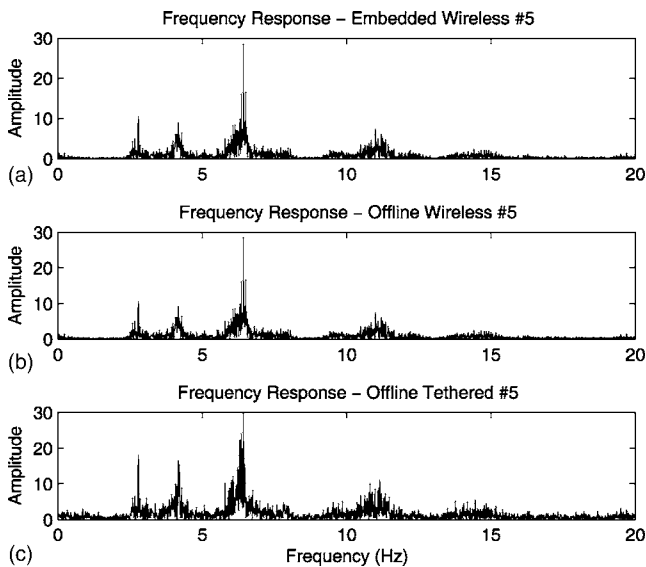 Frequency Response – Embedded Wireless #5
30
20
10
0
Amplitude
(a)
0 5 10 15 20
Frequency Response – Offline Wireless #5
30
20
10
0
Amplitude
(b)
0 5 10 15 20
Frequency Response – Offline Tethered #5
30
20
10
0
Amplitude
(c)
0 5 10 15 20
Frequency (Hz)